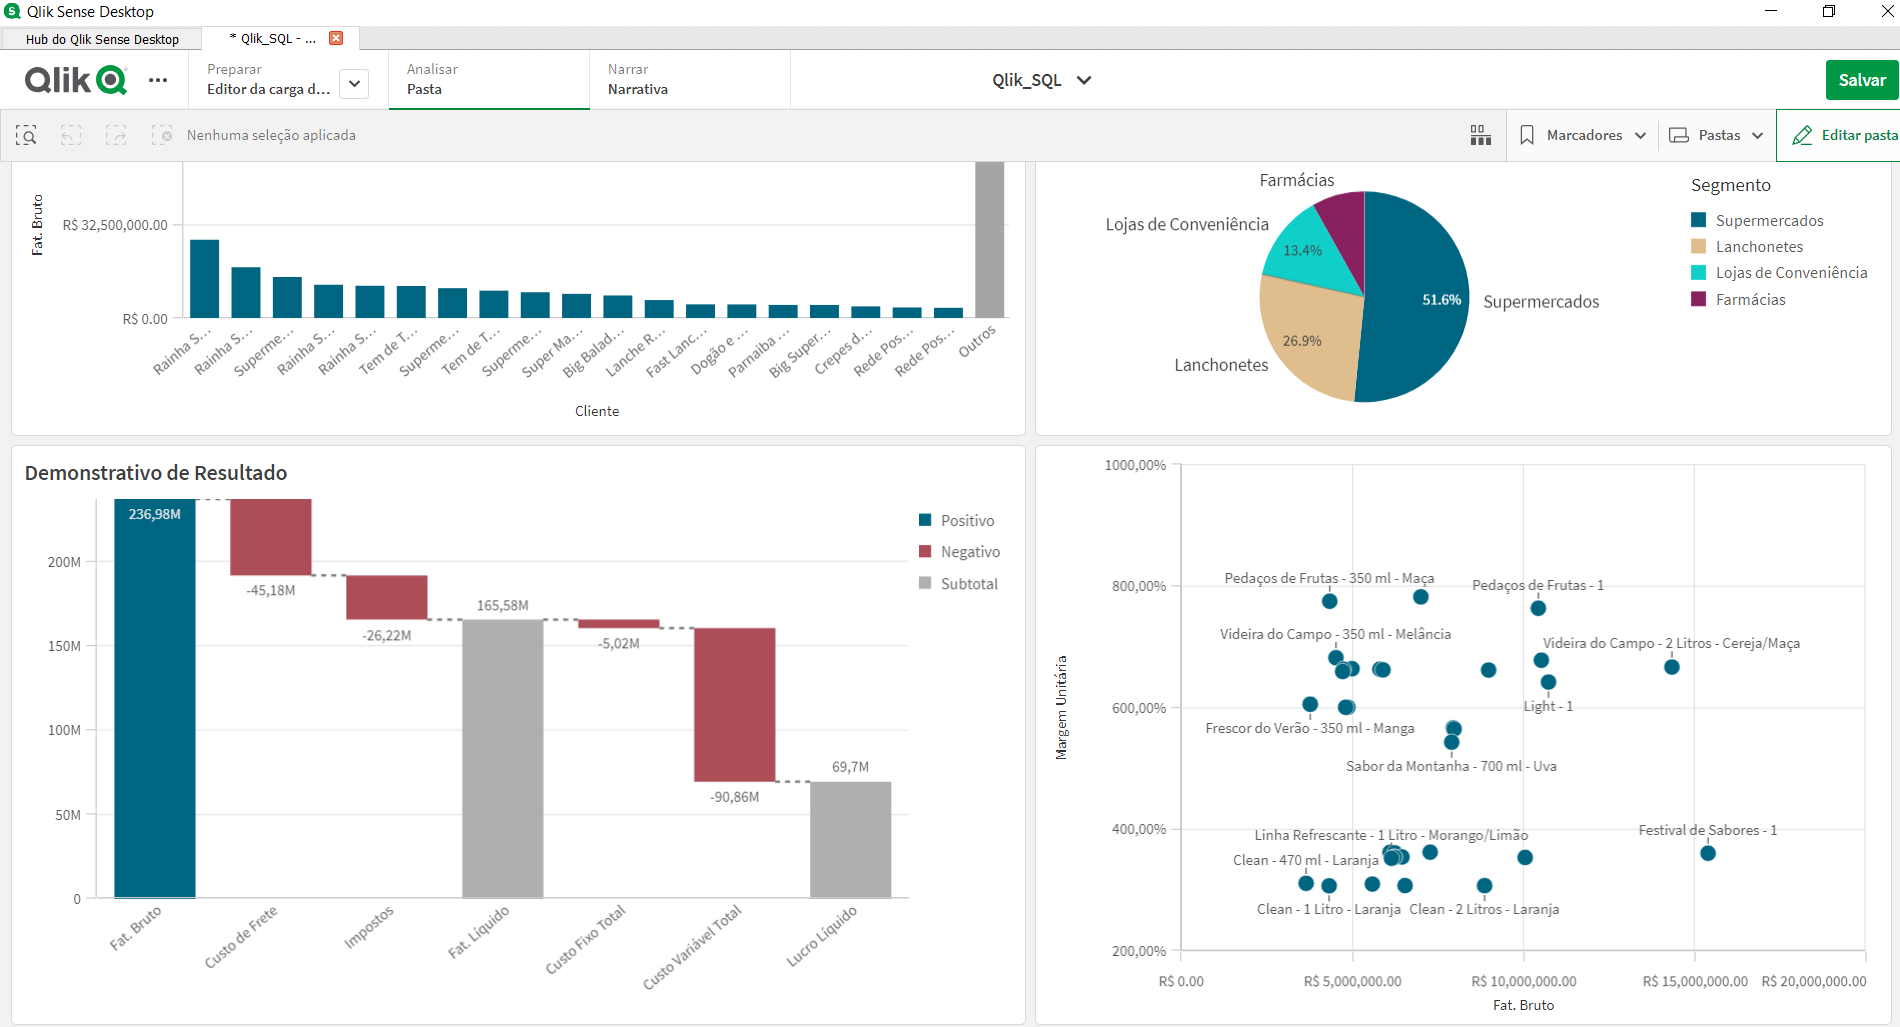 Qlik Sense Desktop
Hub do Qlik Sense Desktop
* Qlik_SQL - ...
Qlik
Preparar
Editor da carga d...
Analisar
Pasta
Narrar
Narrativa
Qlik_SQL
Salvar
Nenhuma seleção aplicada
Marcadores
Pastas
Editar pasta
Fat. Bruto
R$ 32,500,000.00
R$ 0.00
Rainha S...
Rainha S...
Superme...
Rainha S...
Rainha S...
Tem de T...
Superme...
Tem de T...
Superme...
Super Ma...
Big Balad...
Lanche R...
Fast Lanc...
Dogão e ...
Parnaiba ...
Big Super...
Crepes d...
Rede Pos...
Rede Pos...
Outros
Cliente
Farmácias
Lojas de Conveniência
13.4%
51.6%
Supermercados
26.9%
Lanchonetes
Segmento
Supermercados
Lanchonetes
Lojas de Conveniência
Farmácias
Demonstrativo de Resultado
236,98M
-45,18M
-26,22M
165,58M
-5,02M
-90,86M
69,7M
200M
150M
100M
50M
0
Fat. Bruto
Custo de Frete
Impostos
Fat. Líquido
Custo Fixo Total
Custo Variável Total
Lucro Líquido
Positivo
Negativo
Subtotal
Margem Unitária
1000,00%
800,00%
600,00%
400,00%
200,00%
Pedaços de Frutas - 350 ml - Maça
Pedaços de Frutas - 1
Videira do Campo - 350 ml - Melância
Videira do Campo - 2 Litros - Cereja/Maça
Light - 1
Frescor do Verão - 350 ml - Manga
Sabor da Montanha - 700 ml - Uva
Linha Refrescante - 1 Litro - Morango/Limão
Festival de Sabores - 1
Clean - 470 ml - Laranja
Clean - 1 Litro - Laranja
Clean - 2 Litros - Laranja
R$ 0.00
R$ 5,000,000.00
R$ 10,000,000.00
R$ 15,000,000.00
R$ 20,000,000.00
Fat. Bruto